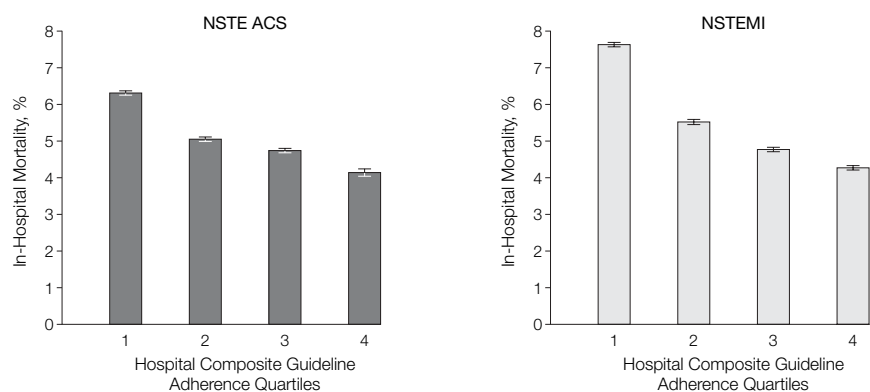 NSTE ACS
8
7
6
5
4
3
2
1
0
In-Hospital Mortality, %
1 2 3 4
Hospital Composite Guideline
Adherence Quartiles
NSTEMI
8
7
6
5
4
3
2
1
0
In-Hospital Mortality, %
1 2 3 4
Hospital Composite Guideline
Adherence Quartiles